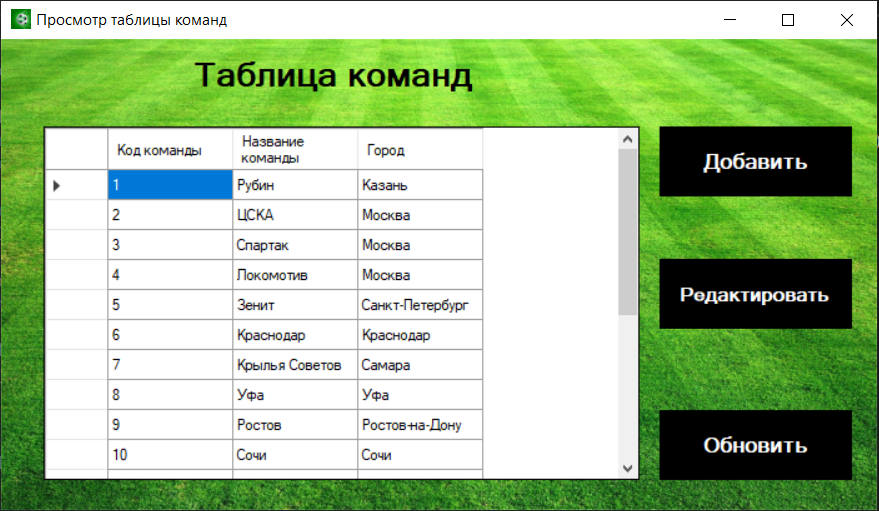 Просмотр таблицы команд
Таблица команд
Код команды Название команды Город
1 Рубин Казань
2 ЦСКА Москва
3 Спартак Москва
4 Локомотив Москва
5 Зенит Санкт-Петербург
6 Краснодар Краснодар
7 Крылья Советов Самара
8 Уфа Уфа
9 Ростов Ростов-на-Дону
10 Сочи Сочи
Добавить
Редактировать
Обновить